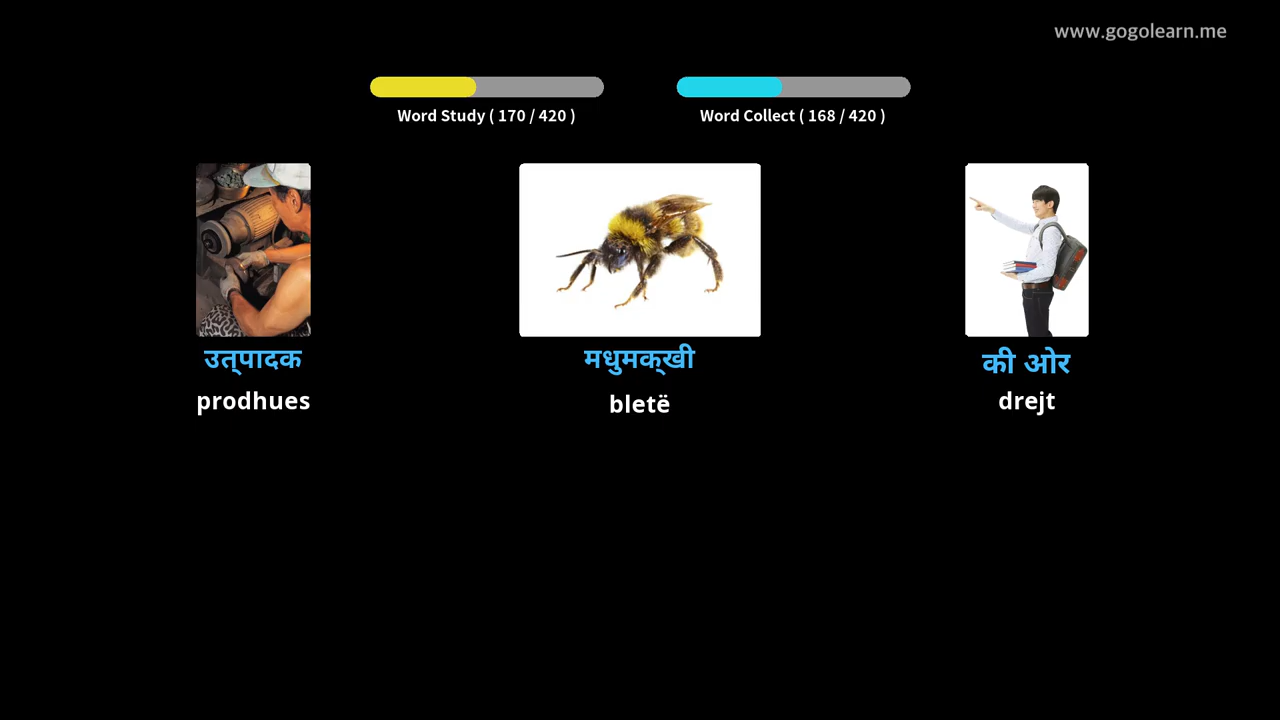 www.gogolearn.me
Word Study ( 170 / 420 )
Word Collect ( 168 / 420 )
उत्पादक
मधुमक्खी
की ओर
prodhues
bletë
drejt